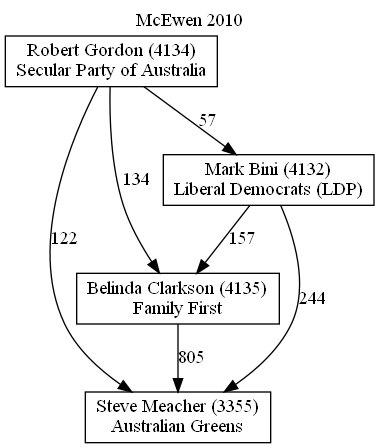 McEwen 2010
Robert Gordon (4134)
Secular Party of Australia
57
Mark Bini (4132)
Liberal Democrats (LDP)
134
122
157
244
Belinda Clarkson (4135)
Family First
805
Steve Meacher (3355)
Australian Greens